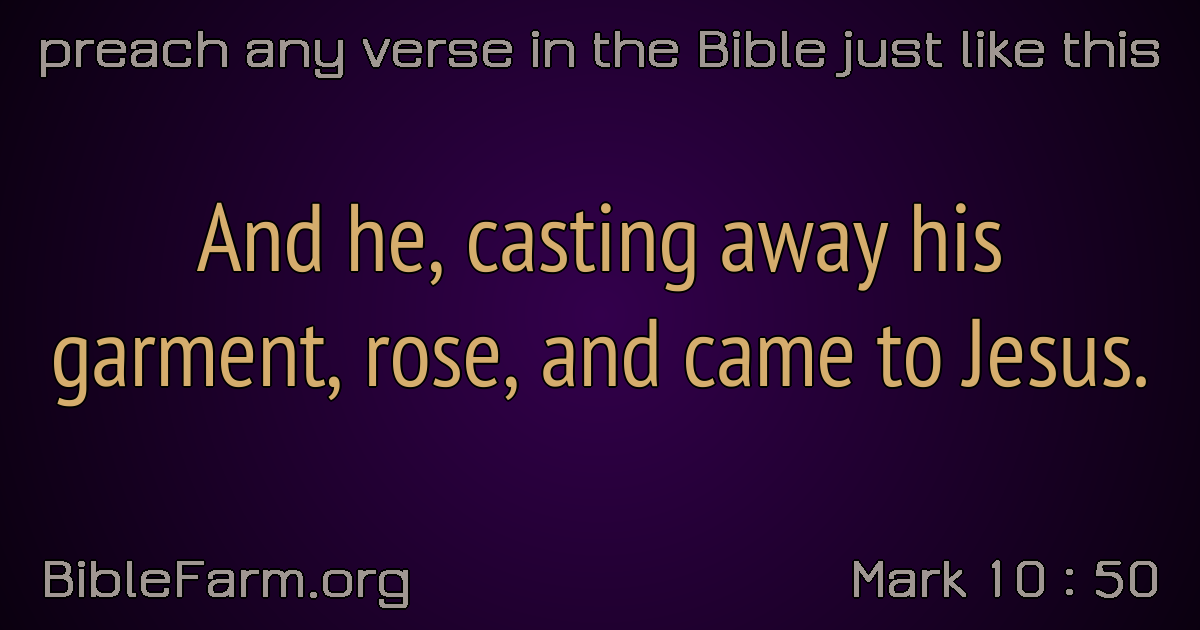 preach any verse in the Bible just like this
And he, casting away his
garment, rose, and came to Jesus.
BibleFarm.org
Mark 10 : 50